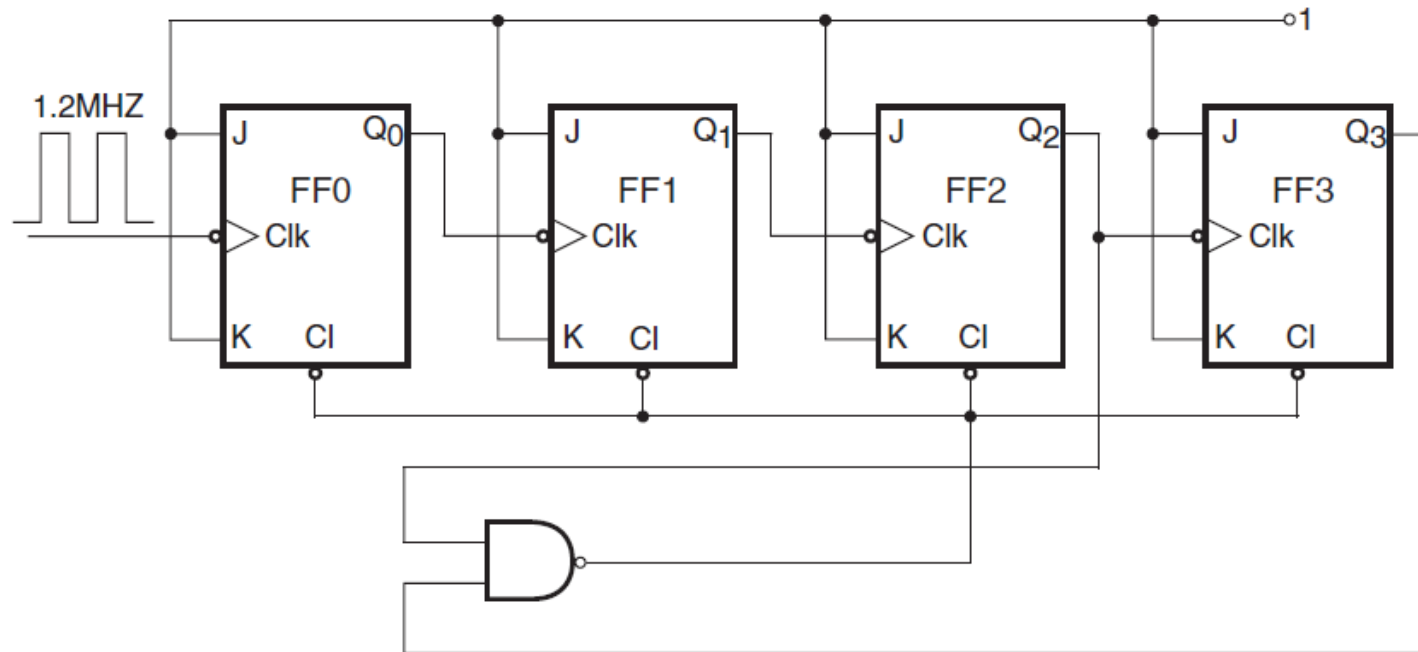 1
1.2MHZ
J Q0 J Q1 J Q2 J Q3
FF0 FF1 FF2 FF3
Clk Clk Clk Clk
K Cl K Cl K Cl K Cl